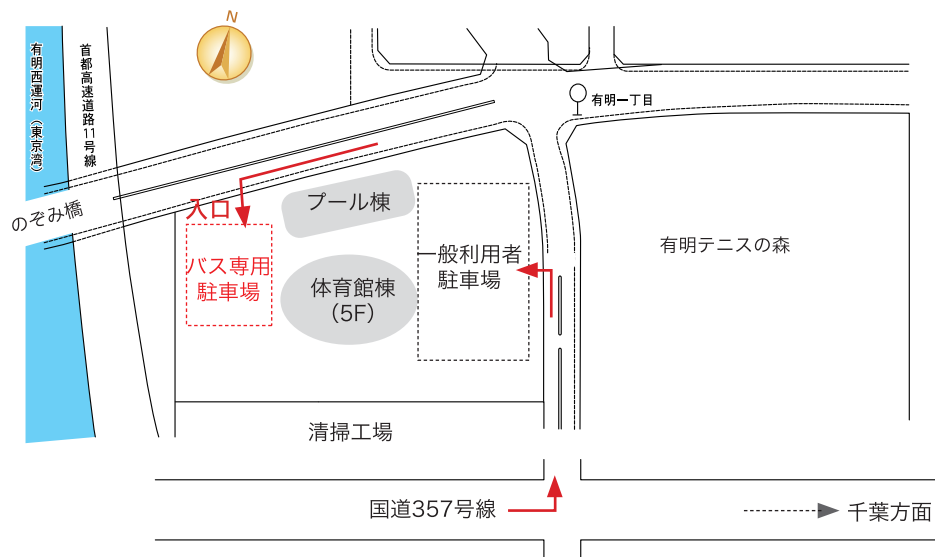 N
有明西運河（東京湾）
首都高速道路11号線
有明一丁目
のぞみ橋
入口
プール棟
バス専用
駐車場
体育館棟
(5F)
一般利用者
駐車場
有明テニスの森
清掃工場
国道357号線
千葉方面